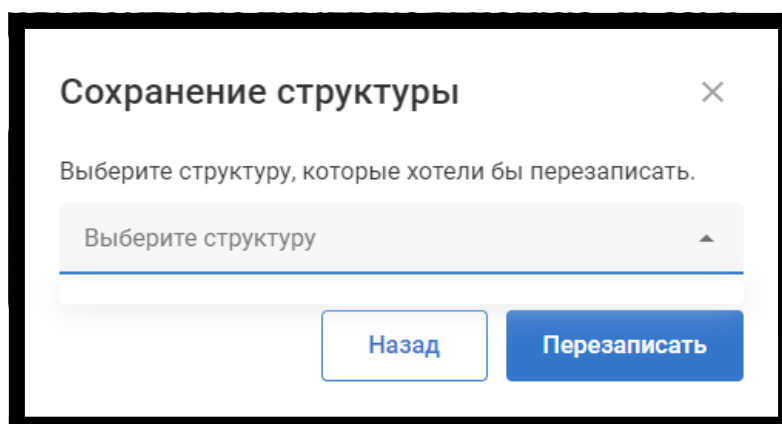 Сохранение структуры
Выберите структуру, которые хотели бы перезаписать.
Выберите структуру
Назад
Перезаписать